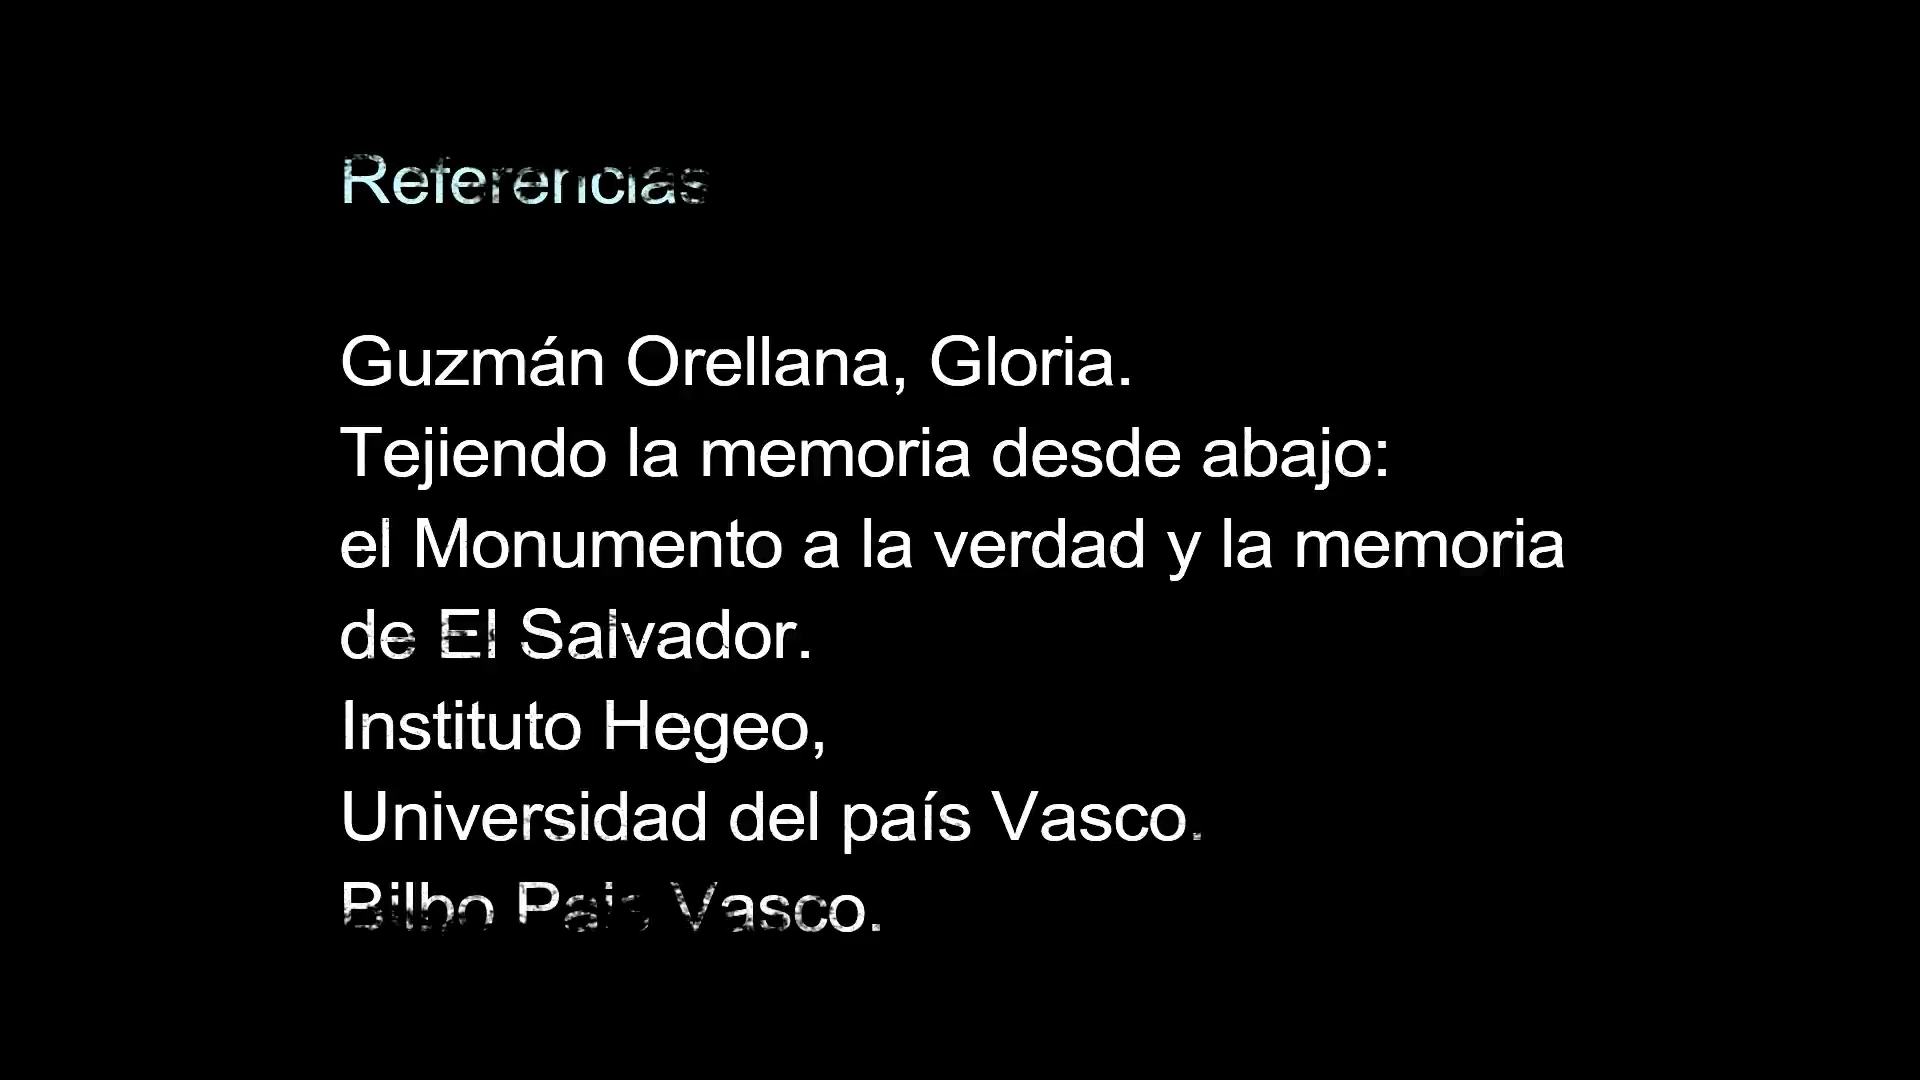 Referencias
Guzmán Orellana, Gloria.
Tejiendo la memoria desde abajo:
el Monumento a la verdad y la memoria
de El Salvador.
Instituto Hegeo,
Universidad del país Vasco.
Bilbo Pais Vasco.